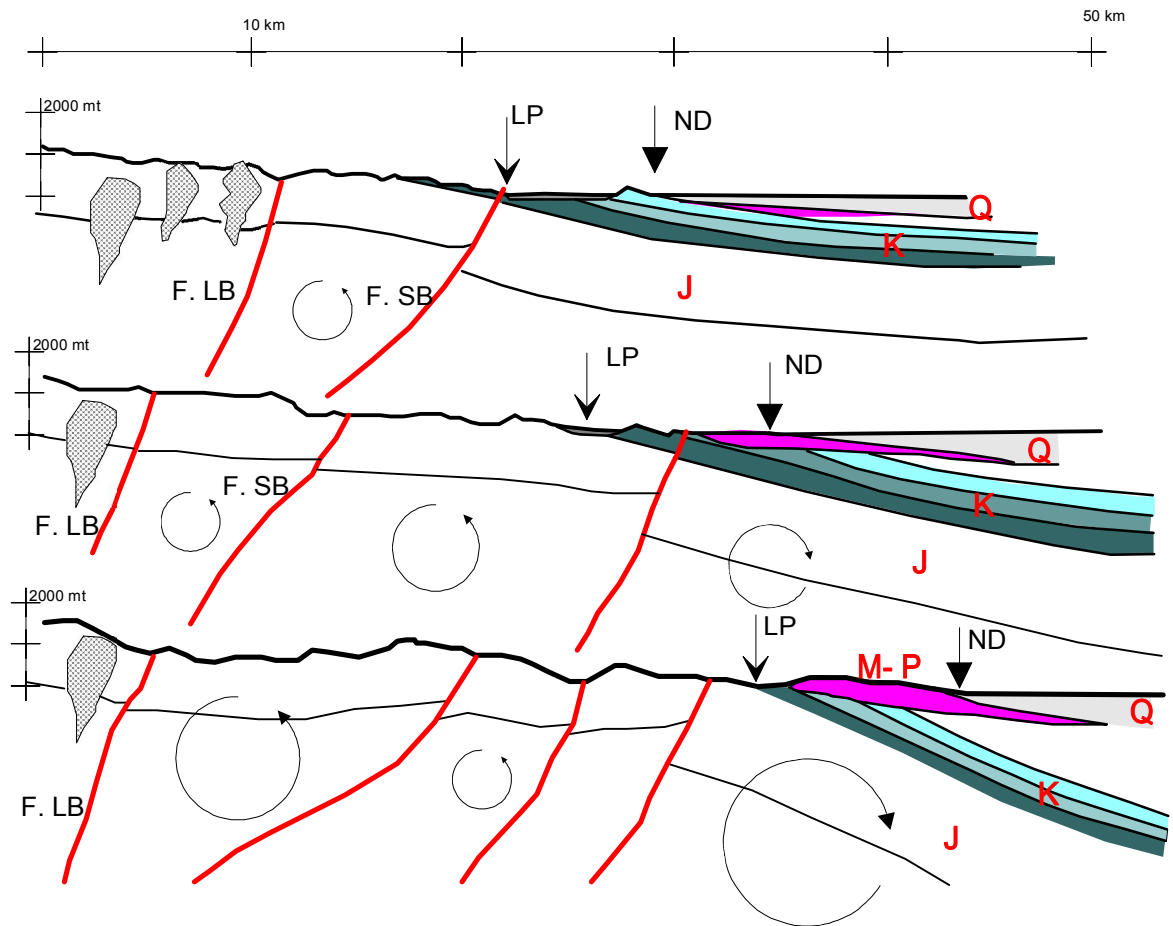 10 km
50 km
2000 mt
LP
ND
Q
K
F. LB
F. SB
J
2000 mt
LP
ND
Q
F. SB
K
F. LB
J
2000 mt
LP
ND
M- P
Q
K
F. LB
J